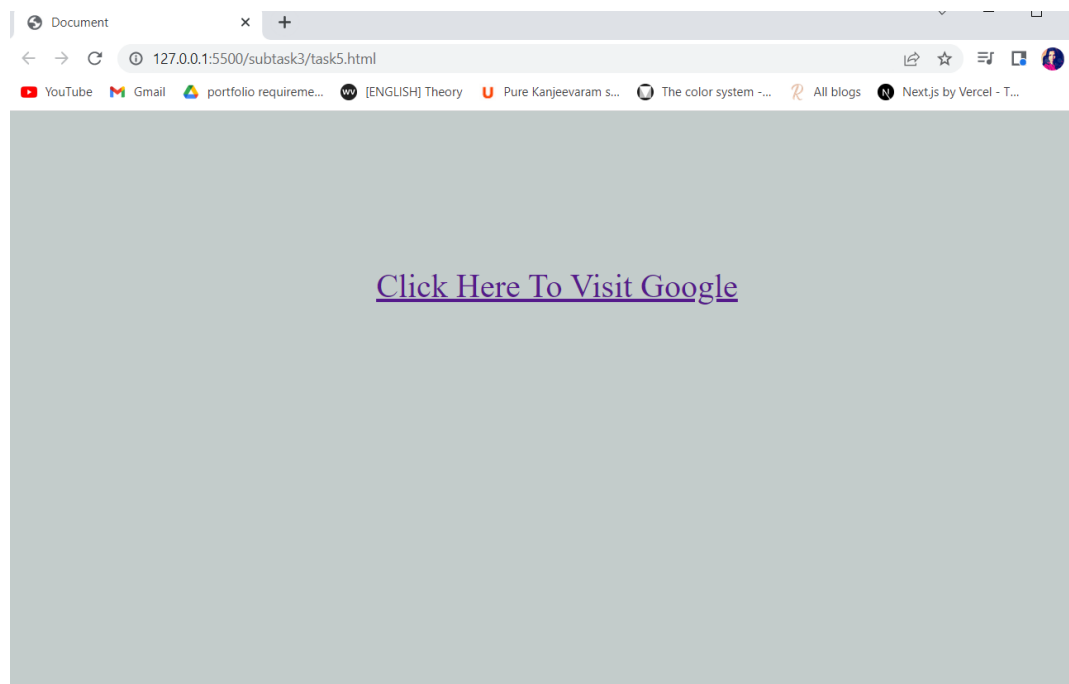 Document
127.0.0.1:5500/subtask3/task5.html
YouTube Gmail portfolio requireme... WV [ENGLISH] Theory U Pure Kanjeevaram s... The color system -... R All blogs N Next.js by Vercel - T...
Click Here To Visit Google